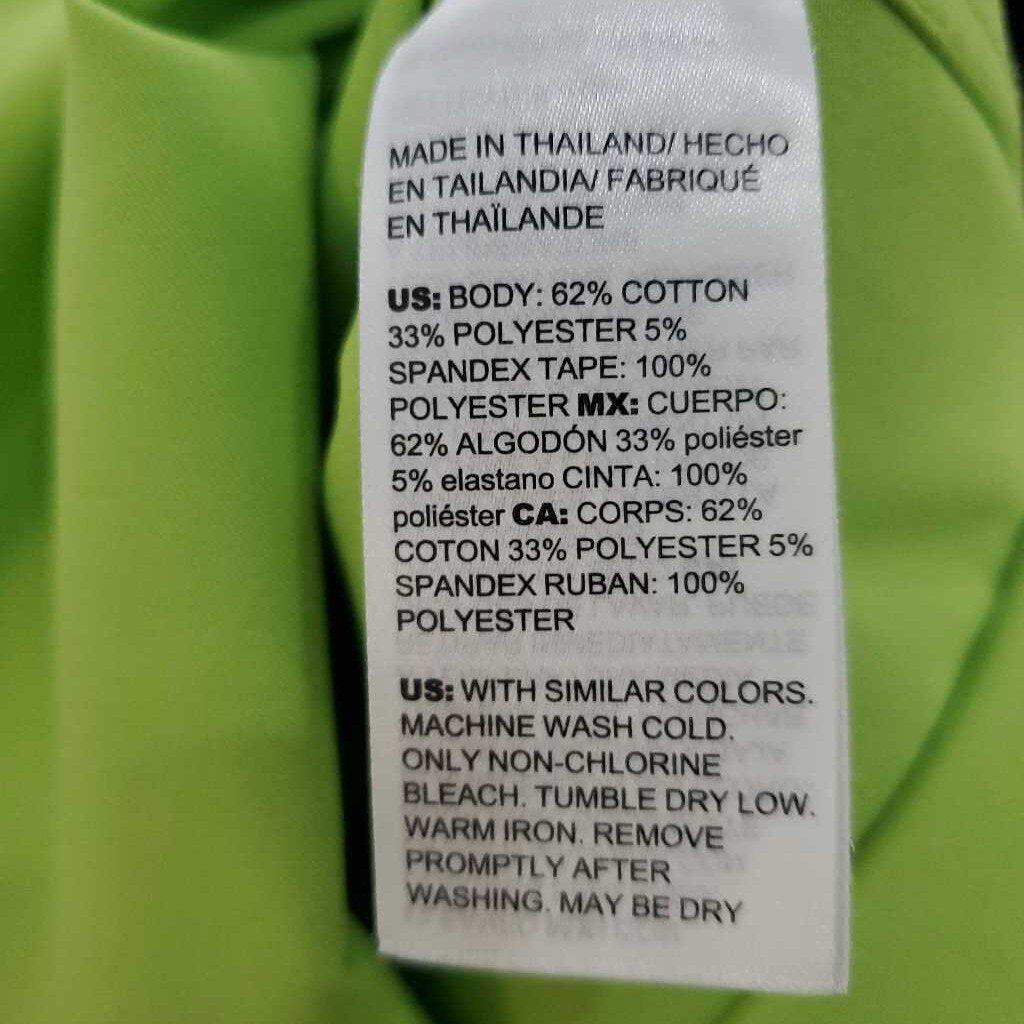 MADE IN THAILAND/ HECHO
EN TAILANDIA/ FABRIQUÉ
EN THAÏLANDE
US: BODY: 62% COTTON
33% POLYESTER 5%
SPANDEX TAPE: 100%
POLYESTER MX: CUERPO:
62% ALGODÓN 33% poliéster
5% elastano CINTA: 100%
poliéster CA: CORPS: 62%
COTON 33% POLYESTER 5%
SPANDEX RUBAN: 100%
POLYESTER
US: WITH SIMILAR COLORS.
MACHINE WASH COLD.
ONLY NON-CHLORINE
BLEACH. TUMBLE DRY LOW.
WARM IRON. REMOVE
PROMPTLY AFTER
WASHING. MAY BE DRY